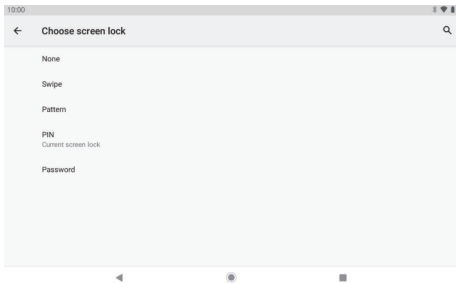 10:00
Choose screen lock
None
Swipe
Pattern
PIN
Current screen lock
Password